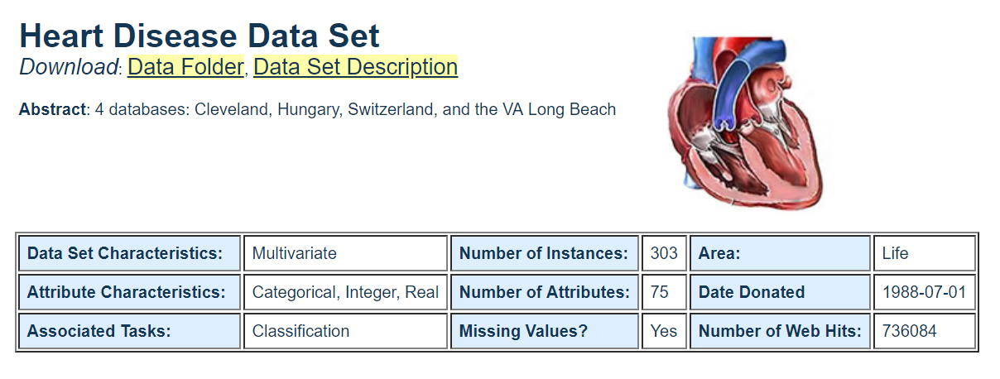 Heart Disease Data Set
Download: Data Folder, Data Set Description
Abstract: 4 databases: Cleveland, Hungary, Switzerland, and the VA Long Beach
Data Set Characteristics: Multivariate Number of Instances: 303 Area: Life
Attribute Characteristics: Categorical, Integer, Real Number of Attributes: 75 Date Donated 1988-07-01
Associated Tasks: Classification Missing Values? Yes Number of Web Hits: 736084